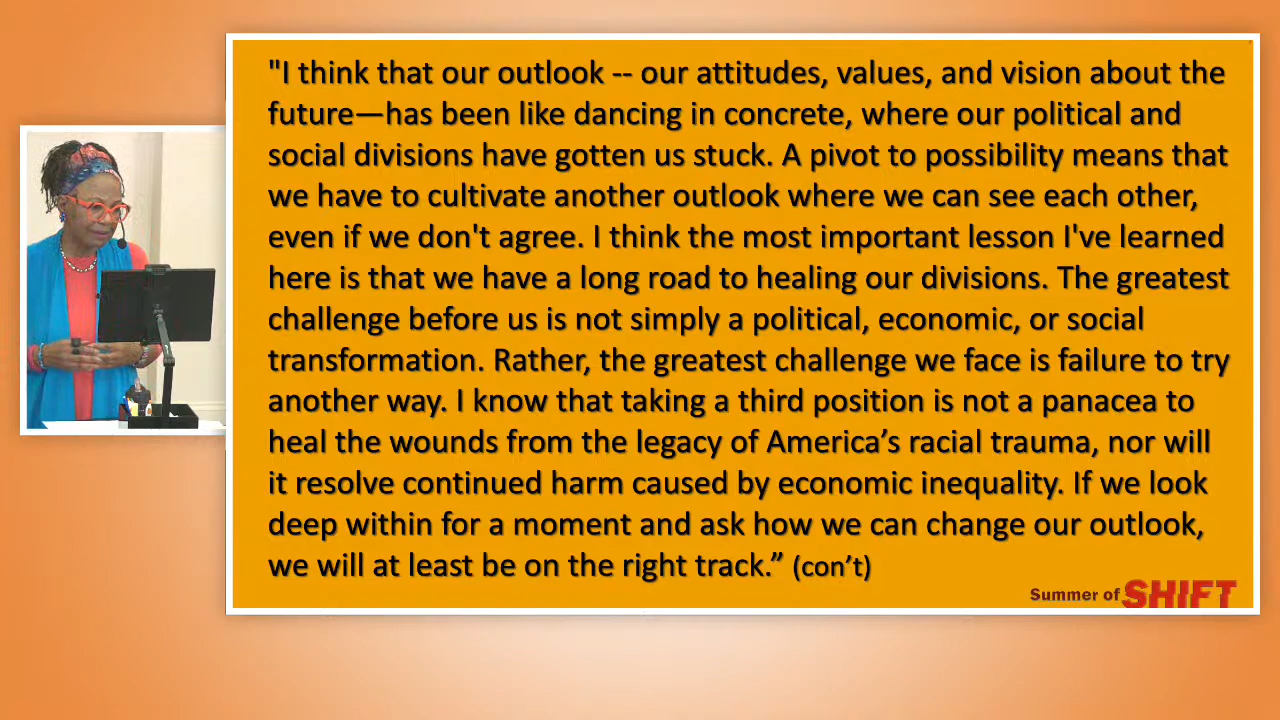 "I think that our outlook -- our attitudes, values, and vision about the
future—has been like dancing in concrete, where our political and
social divisions have gotten us stuck. A pivot to possibility means that
we have to cultivate another outlook where we can see each other,
even if we don't agree. I think the most important lesson I've learned
here is that we have a long road to healing our divisions. The greatest
challenge before us is not simply a political, economic, or social
transformation. Rather, the greatest challenge we face is failure to try
another way. I know that taking a third position is not a panacea to
heal the wounds from the legacy of America’s racial trauma, nor will
it resolve continued harm caused by economic inequality. If we look
deep within for a moment and ask how we can change our outlook,
we will at least be on the right track.” (con’t)
Summer of SHIFT